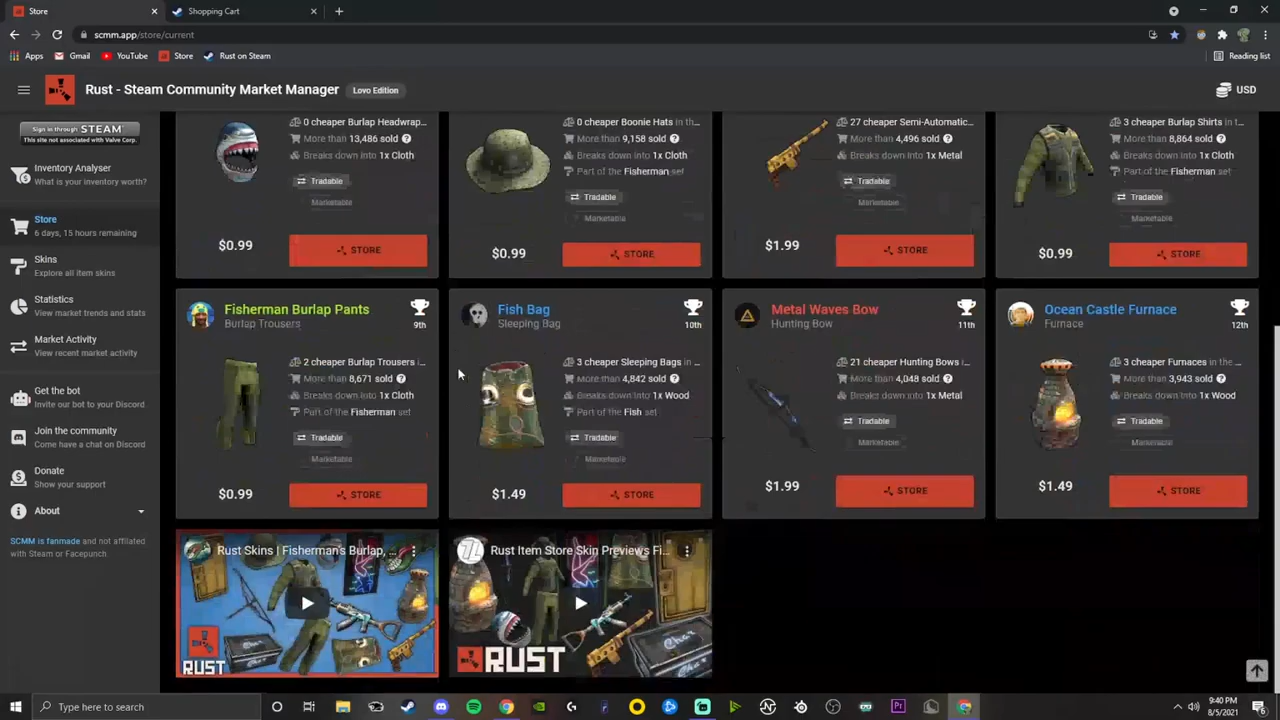 Store
Shopping Cart
scmm.app/store/current
Apps
Gmail
YouTube
Store
Rust on Steam
Reading list
Rust - Steam Community Market Manager
Lovo Edition
USD
Sign in through STEAM
This site not associated with Valve Corp.
Inventory Analyser
What is your inventory worth?
Store
6 days, 15 hours remaining
Skins
Explore all item skins
Statistics
View market trends and stats
Market Activity
View recent market activity
Get the bot
Invite our bot to your Discord
Join the community
Come have a chat on Discord
Donate
Show your support
About
SCMM is fanmade and not affilated
with Steam or Facepunch
0 cheaper Burlap Headwrap...
More than 13,486 sold
Breaks down into 1x Cloth
Tradable
Marketable
$0.99
STORE
0 cheaper Boonie Hats in th...
More than 9,158 sold
Breaks down into 1x Cloth
Part of the Fisherman set
Tradable
Marketable
$0.99
STORE
27 cheaper Semi-Automatic...
More than 4,496 sold
Breaks down into 1x Metal
Tradable
Marketable
$1.99
STORE
3 cheaper Burlap Shirts in t...
More than 8,864 sold
Breaks down into 1x Cloth
Part of the Fisherman set
Tradable
Marketable
$0.99
STORE
Fisherman Burlap Pants
Burlap Trousers
9th
2 cheaper Burlap Trousers i...
More than 8,671 sold
Breaks down into 1x Cloth
Part of the Fisherman set
Tradable
Marketable
$0.99
STORE
Fish Bag
Sleeping Bag
10th
3 cheaper Sleeping Bags in ...
More than 4,842 sold
Breaks down into 1x Wood
Part of the Fish set
Tradable
Marketable
$1.49
STORE
Metal Waves Bow
Hunting Bow
11th
21 cheaper Hunting Bows i...
More than 4,048 sold
Breaks down into 1x Metal
Tradable
Marketable
$1.99
STORE
Ocean Castle Furnace
Furnace
12th
3 cheaper Furnaces in the ...
More than 3,943 sold
Breaks down into 1x Wood
Tradable
Marketable
$1.49
STORE
Rust Skins | Fisherman's Burlap, ...
RUST
Rust Item Store Skin Previews Fi...
RUST
Type here to search
9:40 PM
8/5/2021